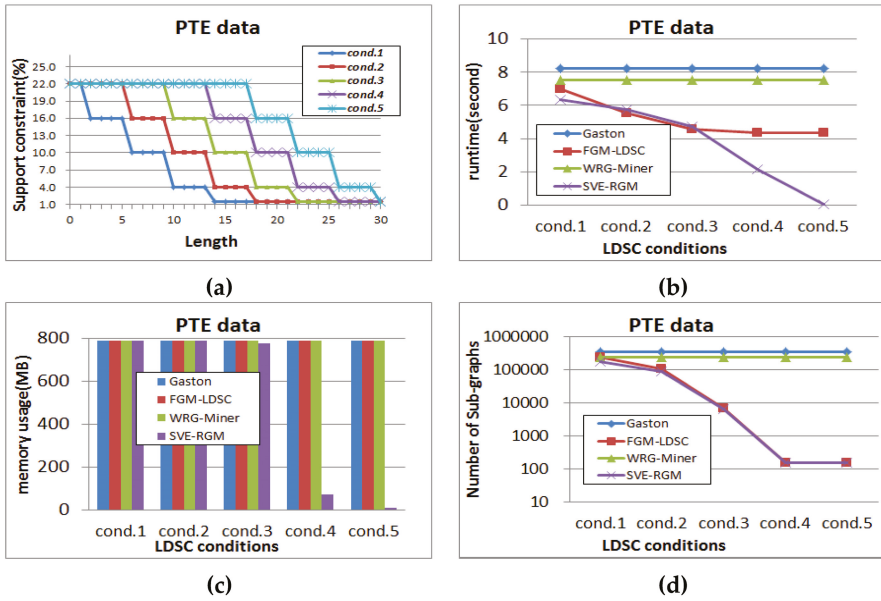 PTE data
Support constraint(%)
25.0
22.0
19.0
16.0
13.0
10.0
7.0
4.0
1.0
0 5 10 15 20 25 30
Length
cond.1
cond.2
cond.3
cond.4
cond.5
(a)
PTE data
runtime(second)
10
8
6
4
2
0
Gaston
FGM-LDSC
WRG-Miner
SVE-RGM
cond.1 cond.2 cond.3 cond.4 cond.5
LDSC conditions
(b)
PTE data
memory usage(MB)
800
600
400
200
0
Gaston
FGM-LDSC
WRG-Miner
SVE-RGM
cond.1 cond.2 cond.3 cond.4 cond.5
LDSC conditions
(c)
PTE data
Number of Sub-graphs
1000000
100000
10000
1000
100
10
Gaston
FGM-LDSC
WRG-Miner
SVE-RGM
cond.1 cond.2 cond.3 cond.4 cond.5
LDSC conditions
(d)